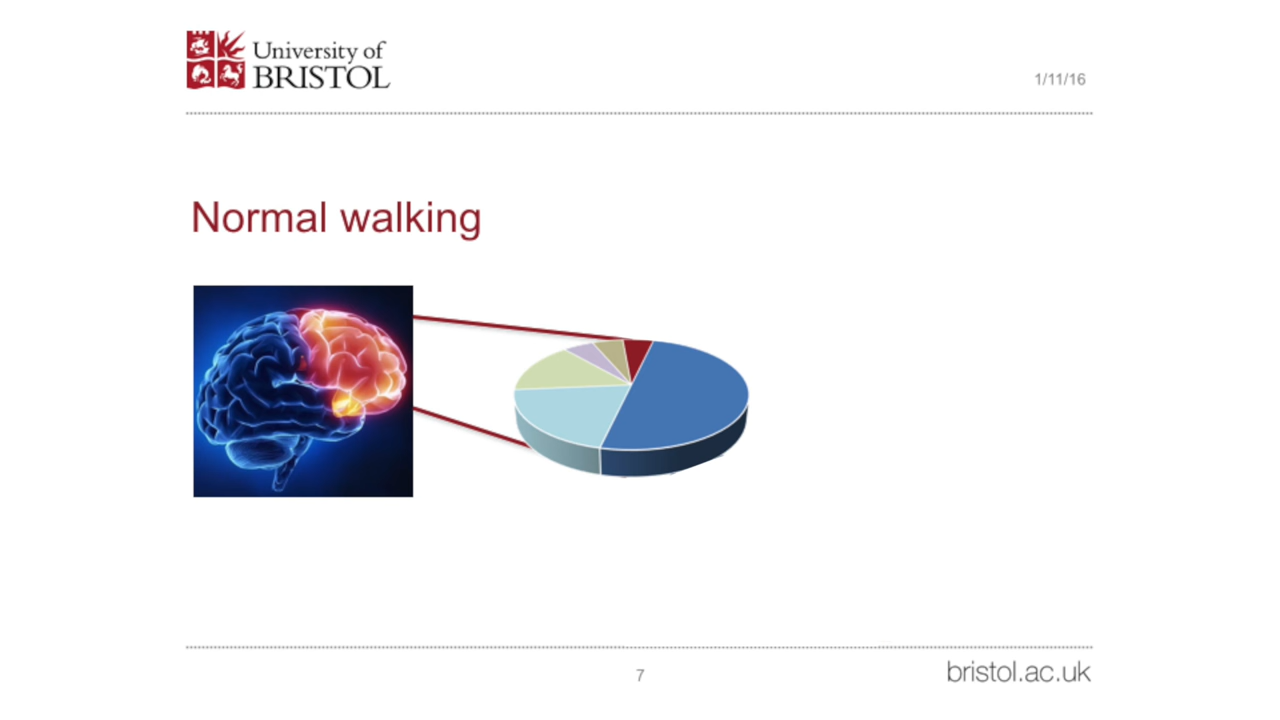 University of
BRISTOL
1/11/16
Normal walking
7
bristol.ac.uk